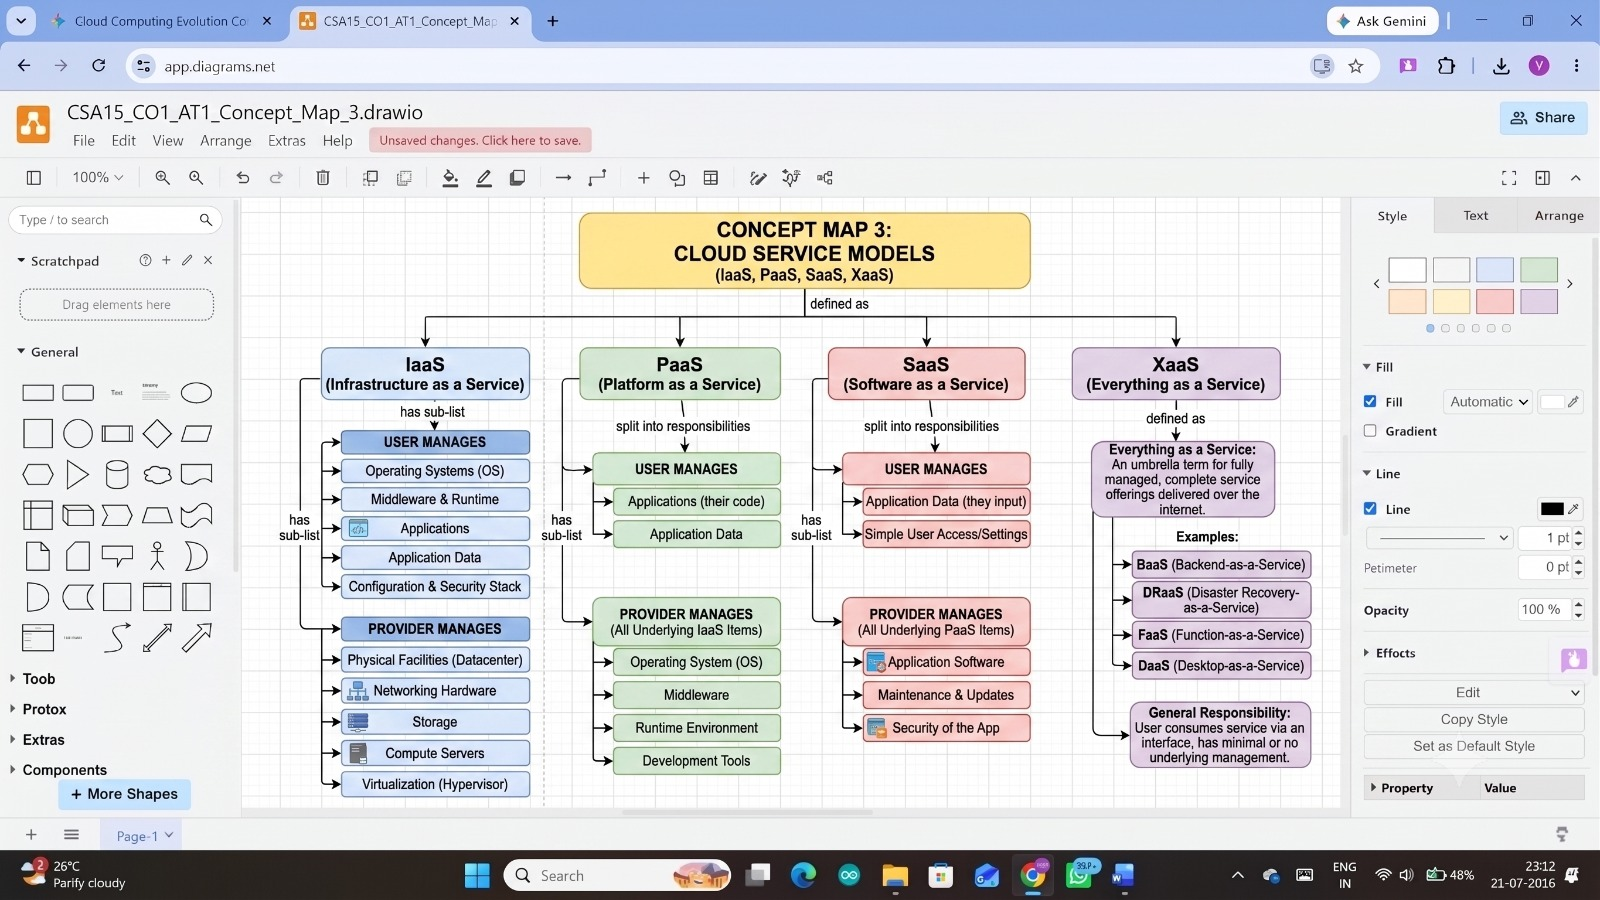 Cloud Computing Evolution Co
CSA15_CO1_AT1_Concept_Map
Ask Gemini
app.diagrams.net
V
CSA15_CO1_AT1_Concept_Map_3.drawio
File Edit View Arrange Extras Help
Unsaved changes. Click here to save.
Share
100%
Type / to search
Scratchpad
Drag elements here
General
Text
Toob
Protox
Extras
Components
+ More Shapes
CONCEPT MAP 3:
CLOUD SERVICE MODELS
(IaaS, PaaS, SaaS, XaaS)
defined as
IaaS
(Infrastructure as a Service)
has sub-list
USER MANAGES
Operating Systems (OS)
Middleware & Runtime
Applications
Application Data
Configuration & Security Stack
has
sub-list
PROVIDER MANAGES
Physical Facilities (Datacenter)
Networking Hardware
Storage
Compute Servers
Virtualization (Hypervisor)
PaaS
(Platform as a Service)
split into responsibilities
USER MANAGES
Applications (their code)
Application Data
has
sub-list
PROVIDER MANAGES
(All Underlying IaaS Items)
Operating System (OS)
Middleware
Runtime Environment
Development Tools
SaaS
(Software as a Service)
split into responsibilities
USER MANAGES
Application Data (they input)
Simple User Access/Settings
has
sub-list
PROVIDER MANAGES
(All Underlying PaaS Items)
Application Software
Maintenance & Updates
Security of the App
XaaS
(Everything as a Service)
defined as
Everything as a Service:
An umbrella term for fully
managed, complete service
offerings delivered over the
internet.
Examples:
BaaS (Backend-as-a-Service)
DRaaS (Disaster Recovery-
as-a-Service)
FaaS (Function-as-a-Service)
DaaS (Desktop-as-a-Service)
General Responsibility:
User consumes service via an
interface, has minimal or no
underlying management.
Style Text Arrange
Fill
Fill Automatic
Gradient
Line
Line
1 pt
Petimeter 0 pt
Opacity 100 %
Effects
Edit
Copy Style
Set as Default Style
Property Value
Page-1
2
26°C
Parify cloudy
Search
39.P+
ENG
IN
48%
23:12
21-07-2016